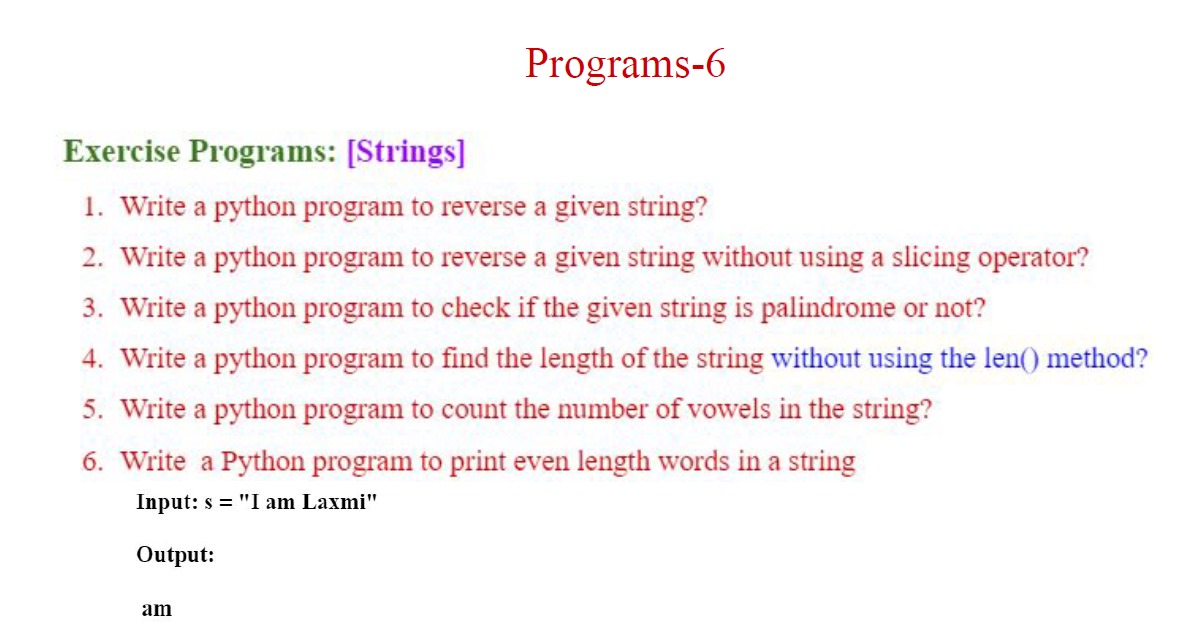 Programs-6
Exercise Programs: [Strings]
1. Write a python program to reverse a given string?
2. Write a python program to reverse a given string without using a slicing operator?
3. Write a python program to check if the given string is palindrome or not?
4. Write a python program to find the length of the string without using the len() method?
5. Write a python program to count the number of vowels in the string?
6. Write a Python program to print even length words in a string
Input: s = "I am Laxmi"
Output:
am